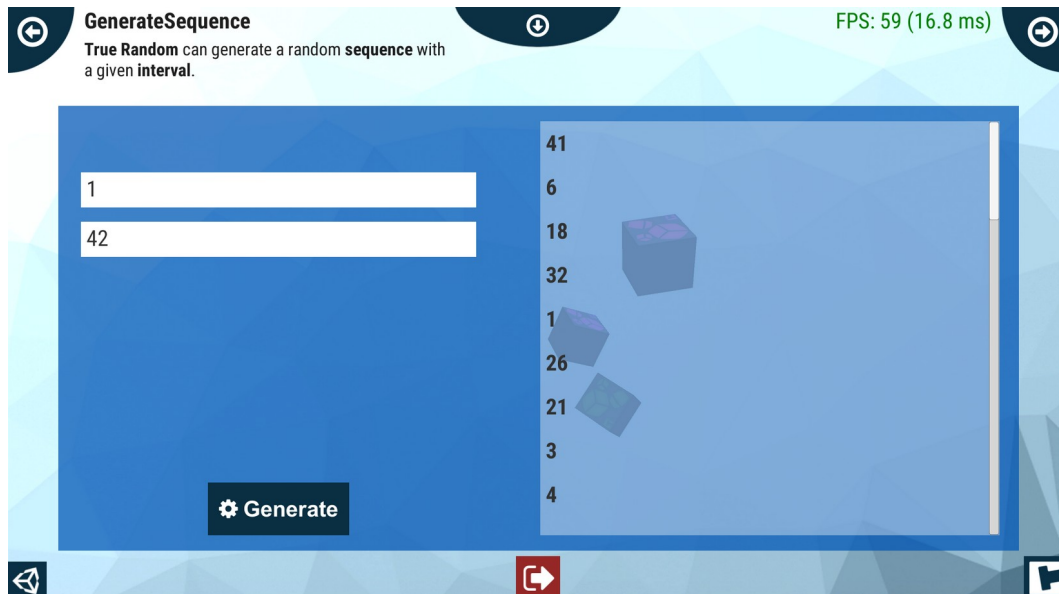 GenerateSequence
True Random can generate a random sequence with
a given interval.
FPS: 59 (16.8 ms)
1
42
Generate
41
6
18
32
1
26
21
3
4